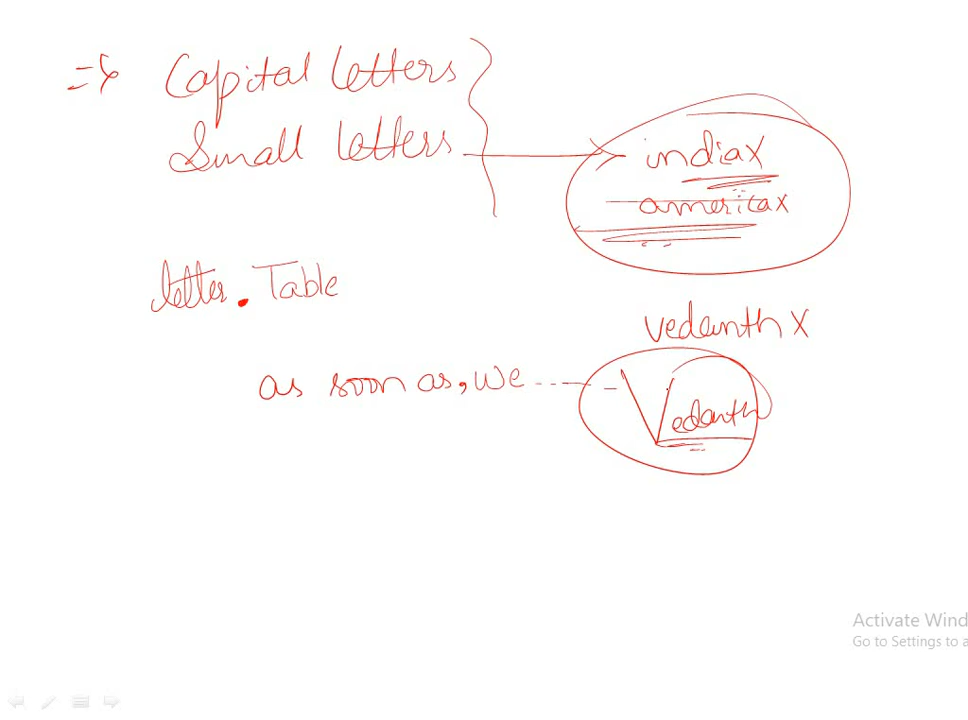 => Capital letters
Small letters
indiax
americax
letter. Table
vedanth x
as soon as, we ---- - Vedanth
Activate Wind
Go to Settings to a